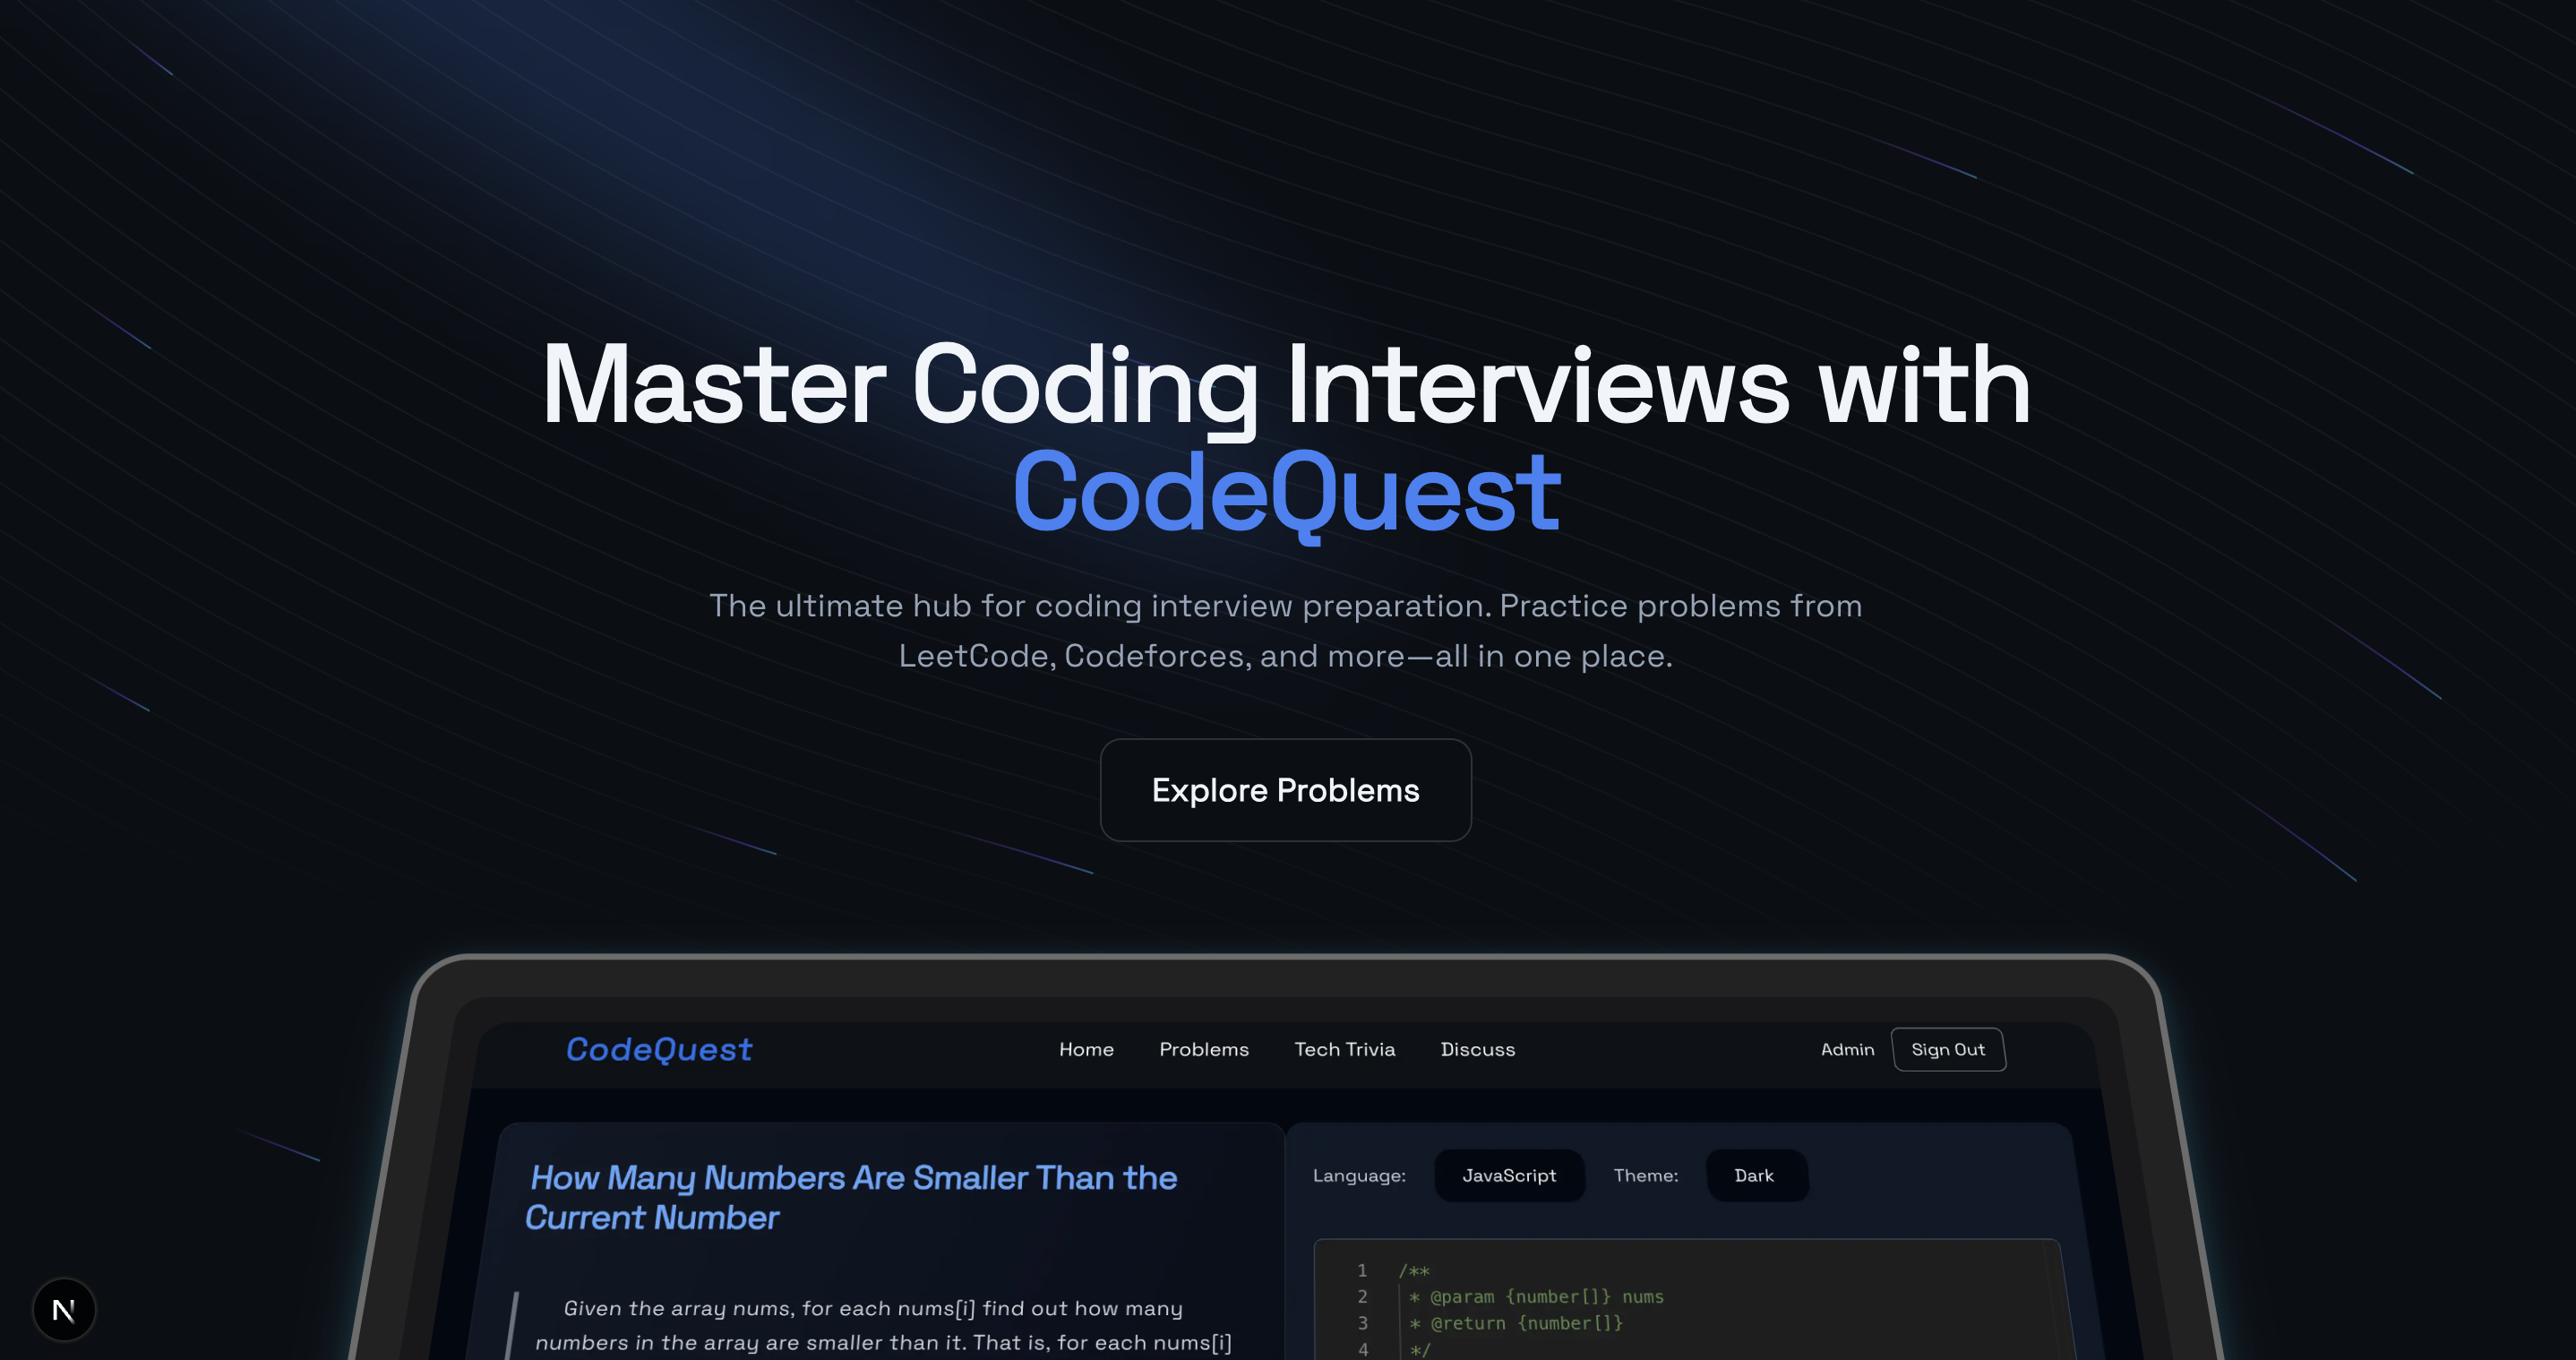 Master Coding Interviews with
CodeQuest
The ultimate hub for coding interview preparation. Practice problems from
LeetCode, Codeforces, and more—all in one place.
Explore Problems
CodeQuest
Home
Problems
Tech Trivia
Discuss
Admin
Sign Out
How Many Numbers Are Smaller Than the
Current Number
Given the array nums, for each nums[i] find out how many
numbers in the array are smaller than it. That is, for each nums[i]
Language:
JavaScript
Theme:
Dark
1 /**
2 * @param {number[]} nums
3 * @return {number[]}
4 */
N